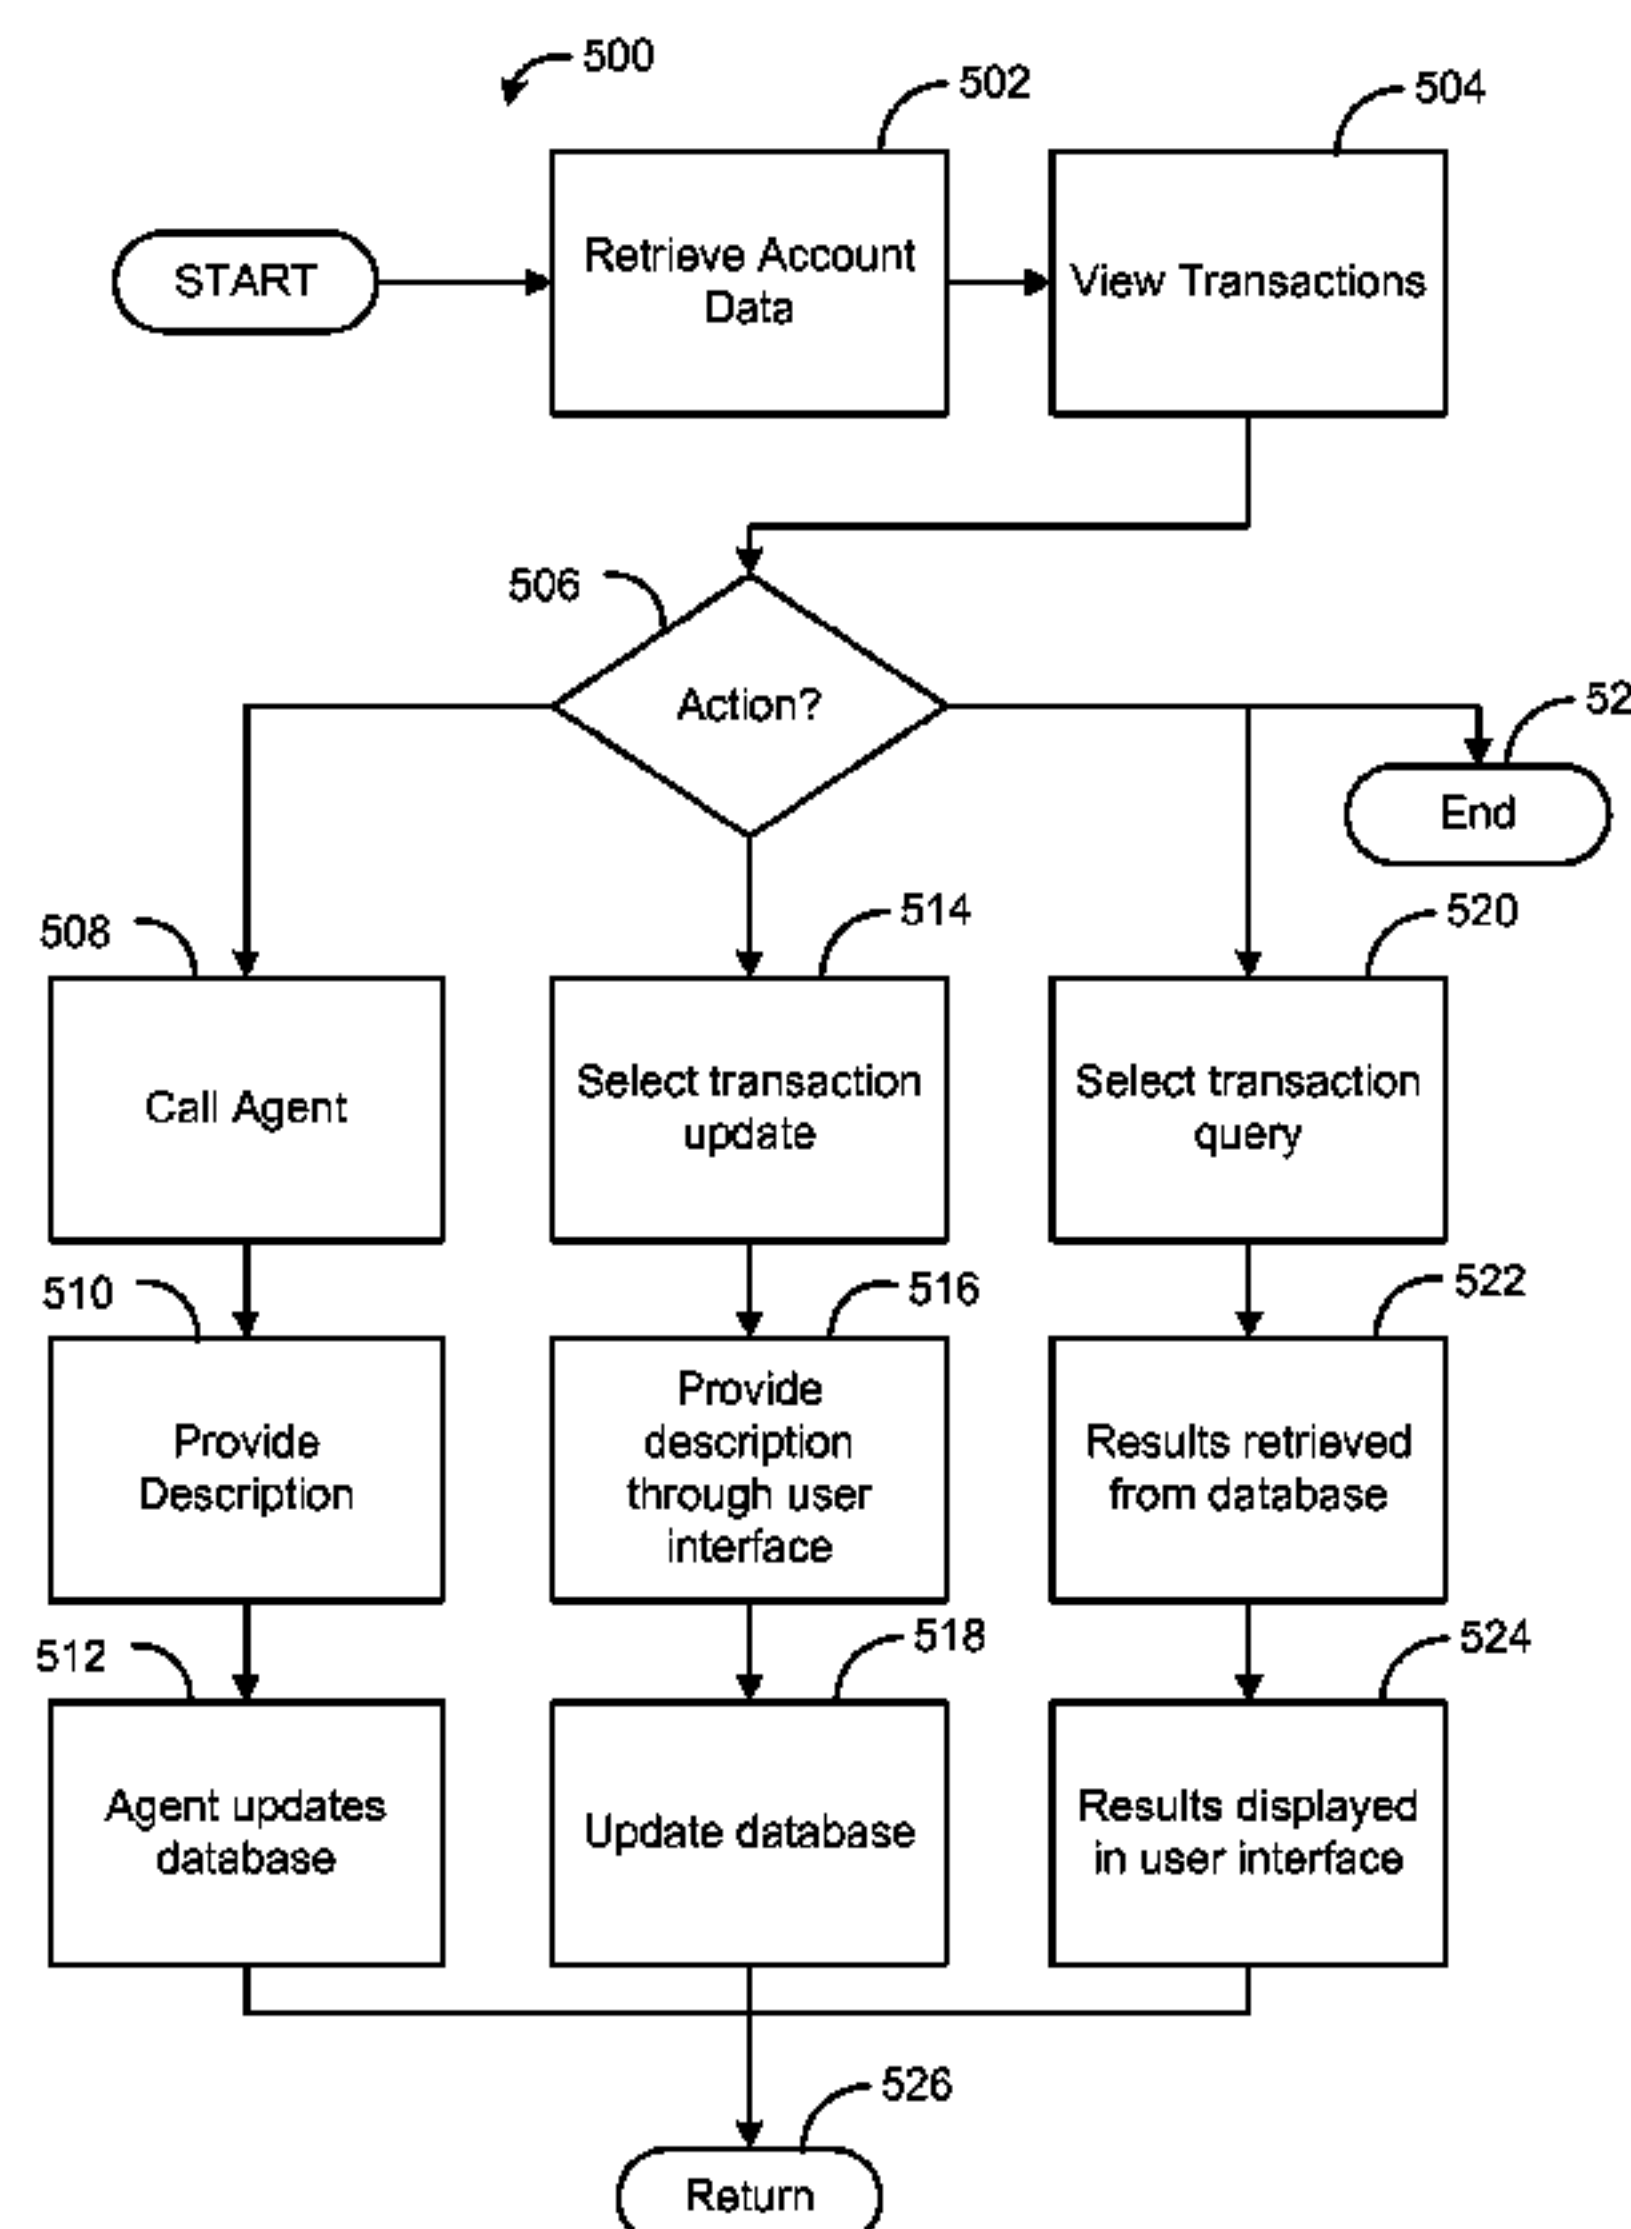 500
502
504
START
Retrieve Account
Data
View Transactions
506
Action?
52
End
508
514
520
Call Agent
Select transaction
update
Select transaction
query
510
516
522
Provide
Description
Provide
description
through user
interface
Results retrieved
from database
512
518
524
Agent updates
database
Update database
Results displayed
in user interface
526
Return